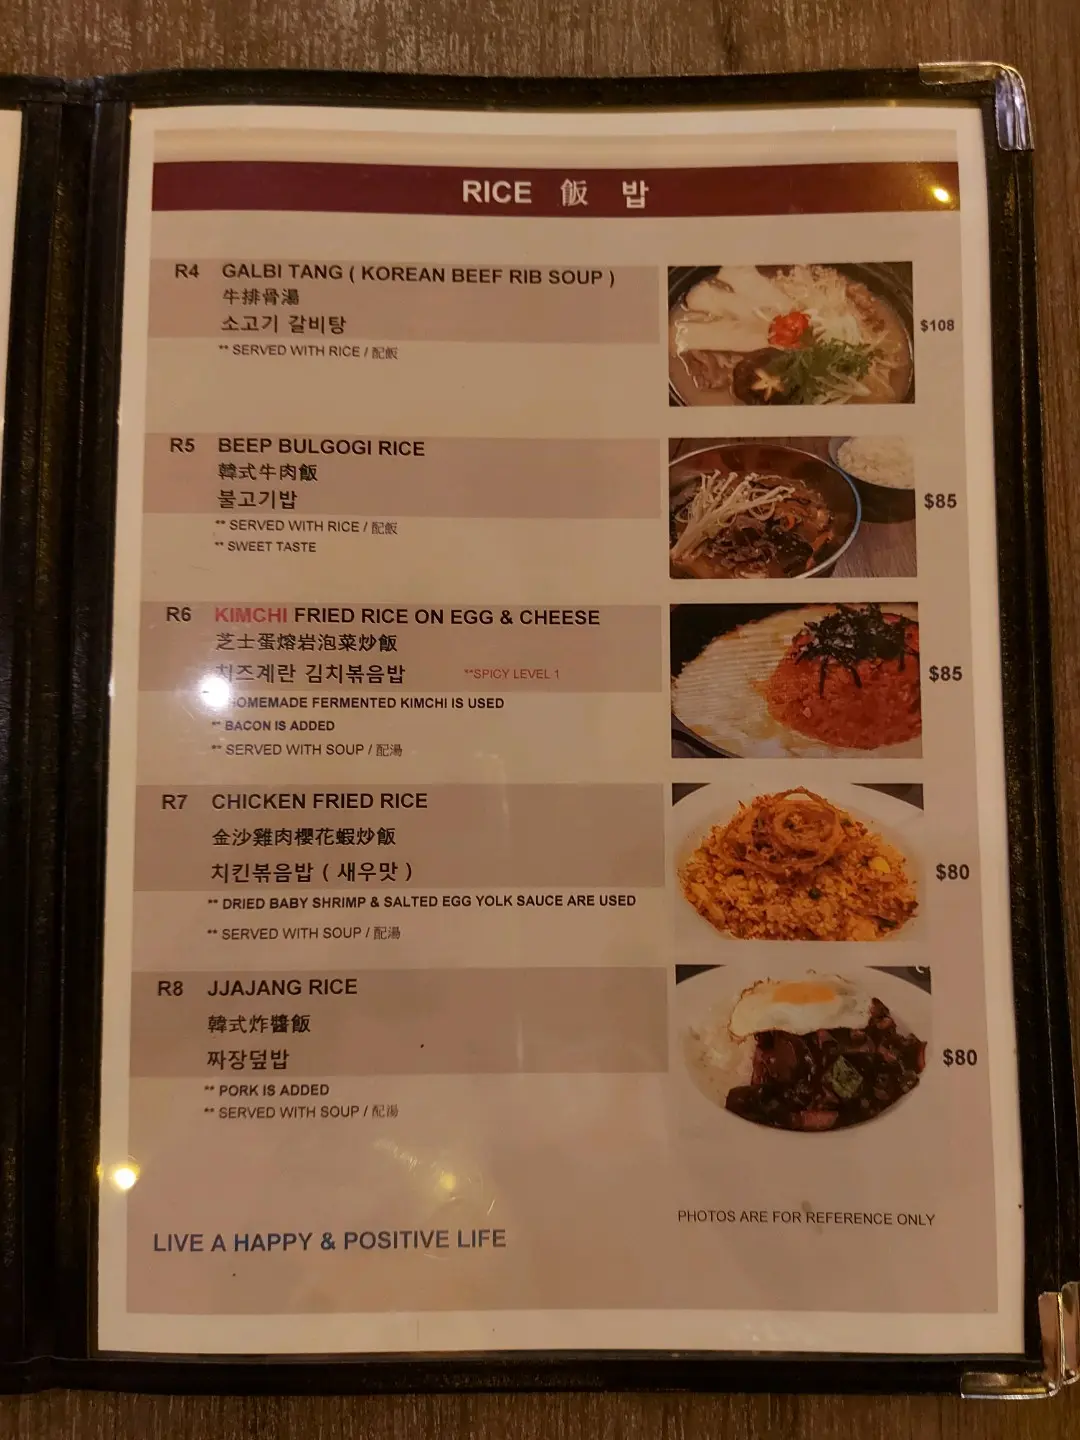 RICE 飯 밥
R4 GALBI TANG ( KOREAN BEEF RIB SOUP )
牛排骨湯
소고기 갈비탕
** SERVED WITH RICE / 配飯
$108
R5 BEEP BULGOGI RICE
韓式牛肉飯
불고기밥
** SERVED WITH RICE / 配飯
** SWEET TASTE
$85
R6 KIMCHI FRIED RICE ON EGG & CHEESE
芝士蛋熔岩泡菜炒飯
치즈계란 김치볶음밥 **SPICY LEVEL 1
HOMEMADE FERMENTED KIMCHI IS USED
** BACON IS ADDED
** SERVED WITH SOUP / 配湯
$85
R7 CHICKEN FRIED RICE
金沙雞肉櫻花蝦炒飯
치킨볶음밥 ( 새우맛 )
** DRIED BABY SHRIMP & SALTED EGG YOLK SAUCE ARE USED
** SERVED WITH SOUP / 配湯
$80
R8 JJAJANG RICE
韓式炸醬飯
짜장덮밥
** PORK IS ADDED
** SERVED WITH SOUP / 配湯
$80
PHOTOS ARE FOR REFERENCE ONLY
LIVE A HAPPY & POSITIVE LIFE